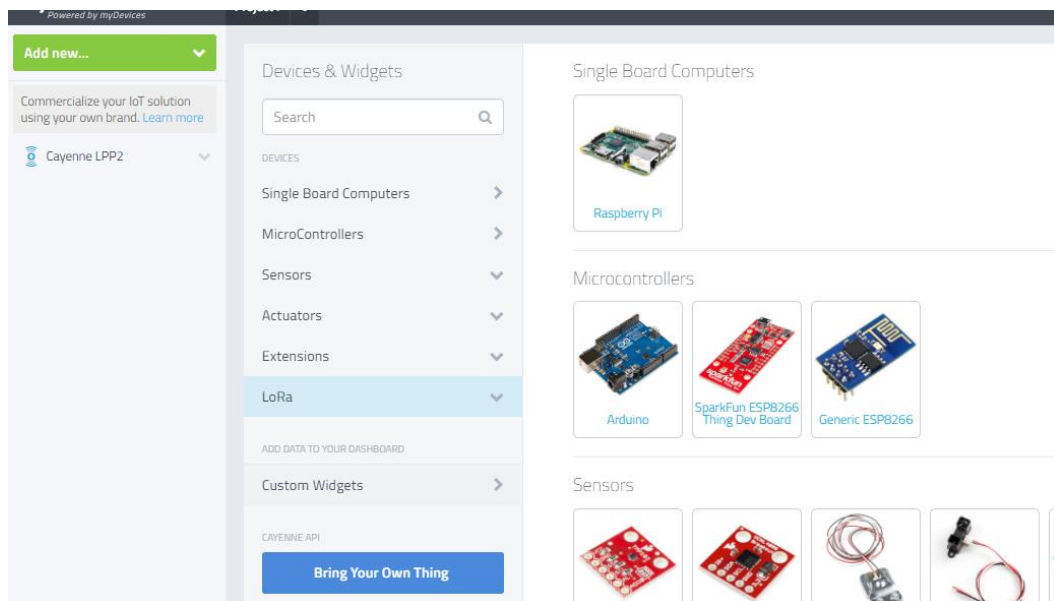 Powered by myDevices
Add new...
Commercialize your IoT solution
using your own brand. Learn more
Cayenne LPP2
Devices & Widgets
Search
DEVICES
Single Board Computers
MicroControllers
Sensors
Actuators
Extensions
LoRa
ADD DATA TO YOUR DASHBOARD
Custom Widgets
CAYENNE API
Bring Your Own Thing
Single Board Computers
Raspberry Pi
Microcontrollers
Arduino
SparkFun ESP8266
Thing Dev Board
Generic ESP8266
Sensors